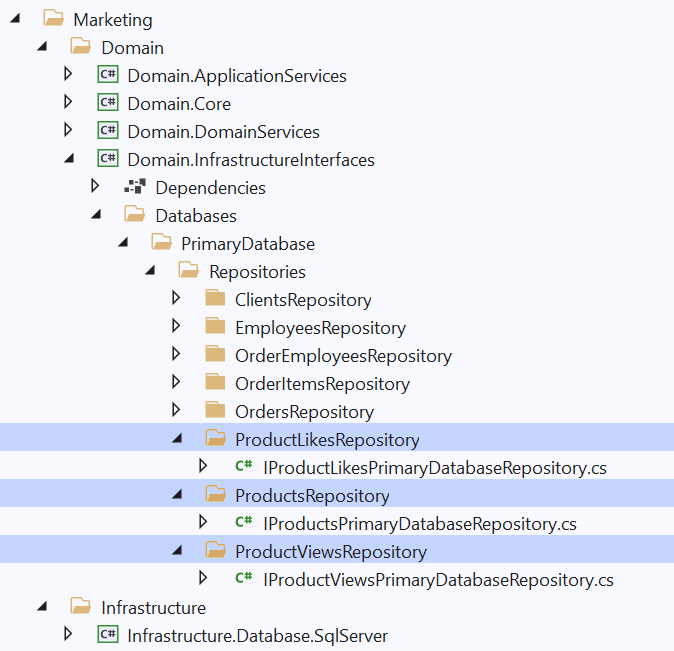 Marketing
Domain
C# Domain.ApplicationServices
C# Domain.Core
C# Domain.DomainServices
C# Domain.InfrastructureInterfaces
Dependencies
Databases
PrimaryDatabase
Repositories
ClientsRepository
EmployeesRepository
OrderEmployeesRepository
OrderItemsRepository
OrdersRepository
ProductLikesRepository
C# IProductLikesPrimaryDatabaseRepository.cs
ProductsRepository
C# IProductsPrimaryDatabaseRepository.cs
ProductViewsRepository
C# IProductViewsPrimaryDatabaseRepository.cs
Infrastructure
C# Infrastructure.Database.SqlServer